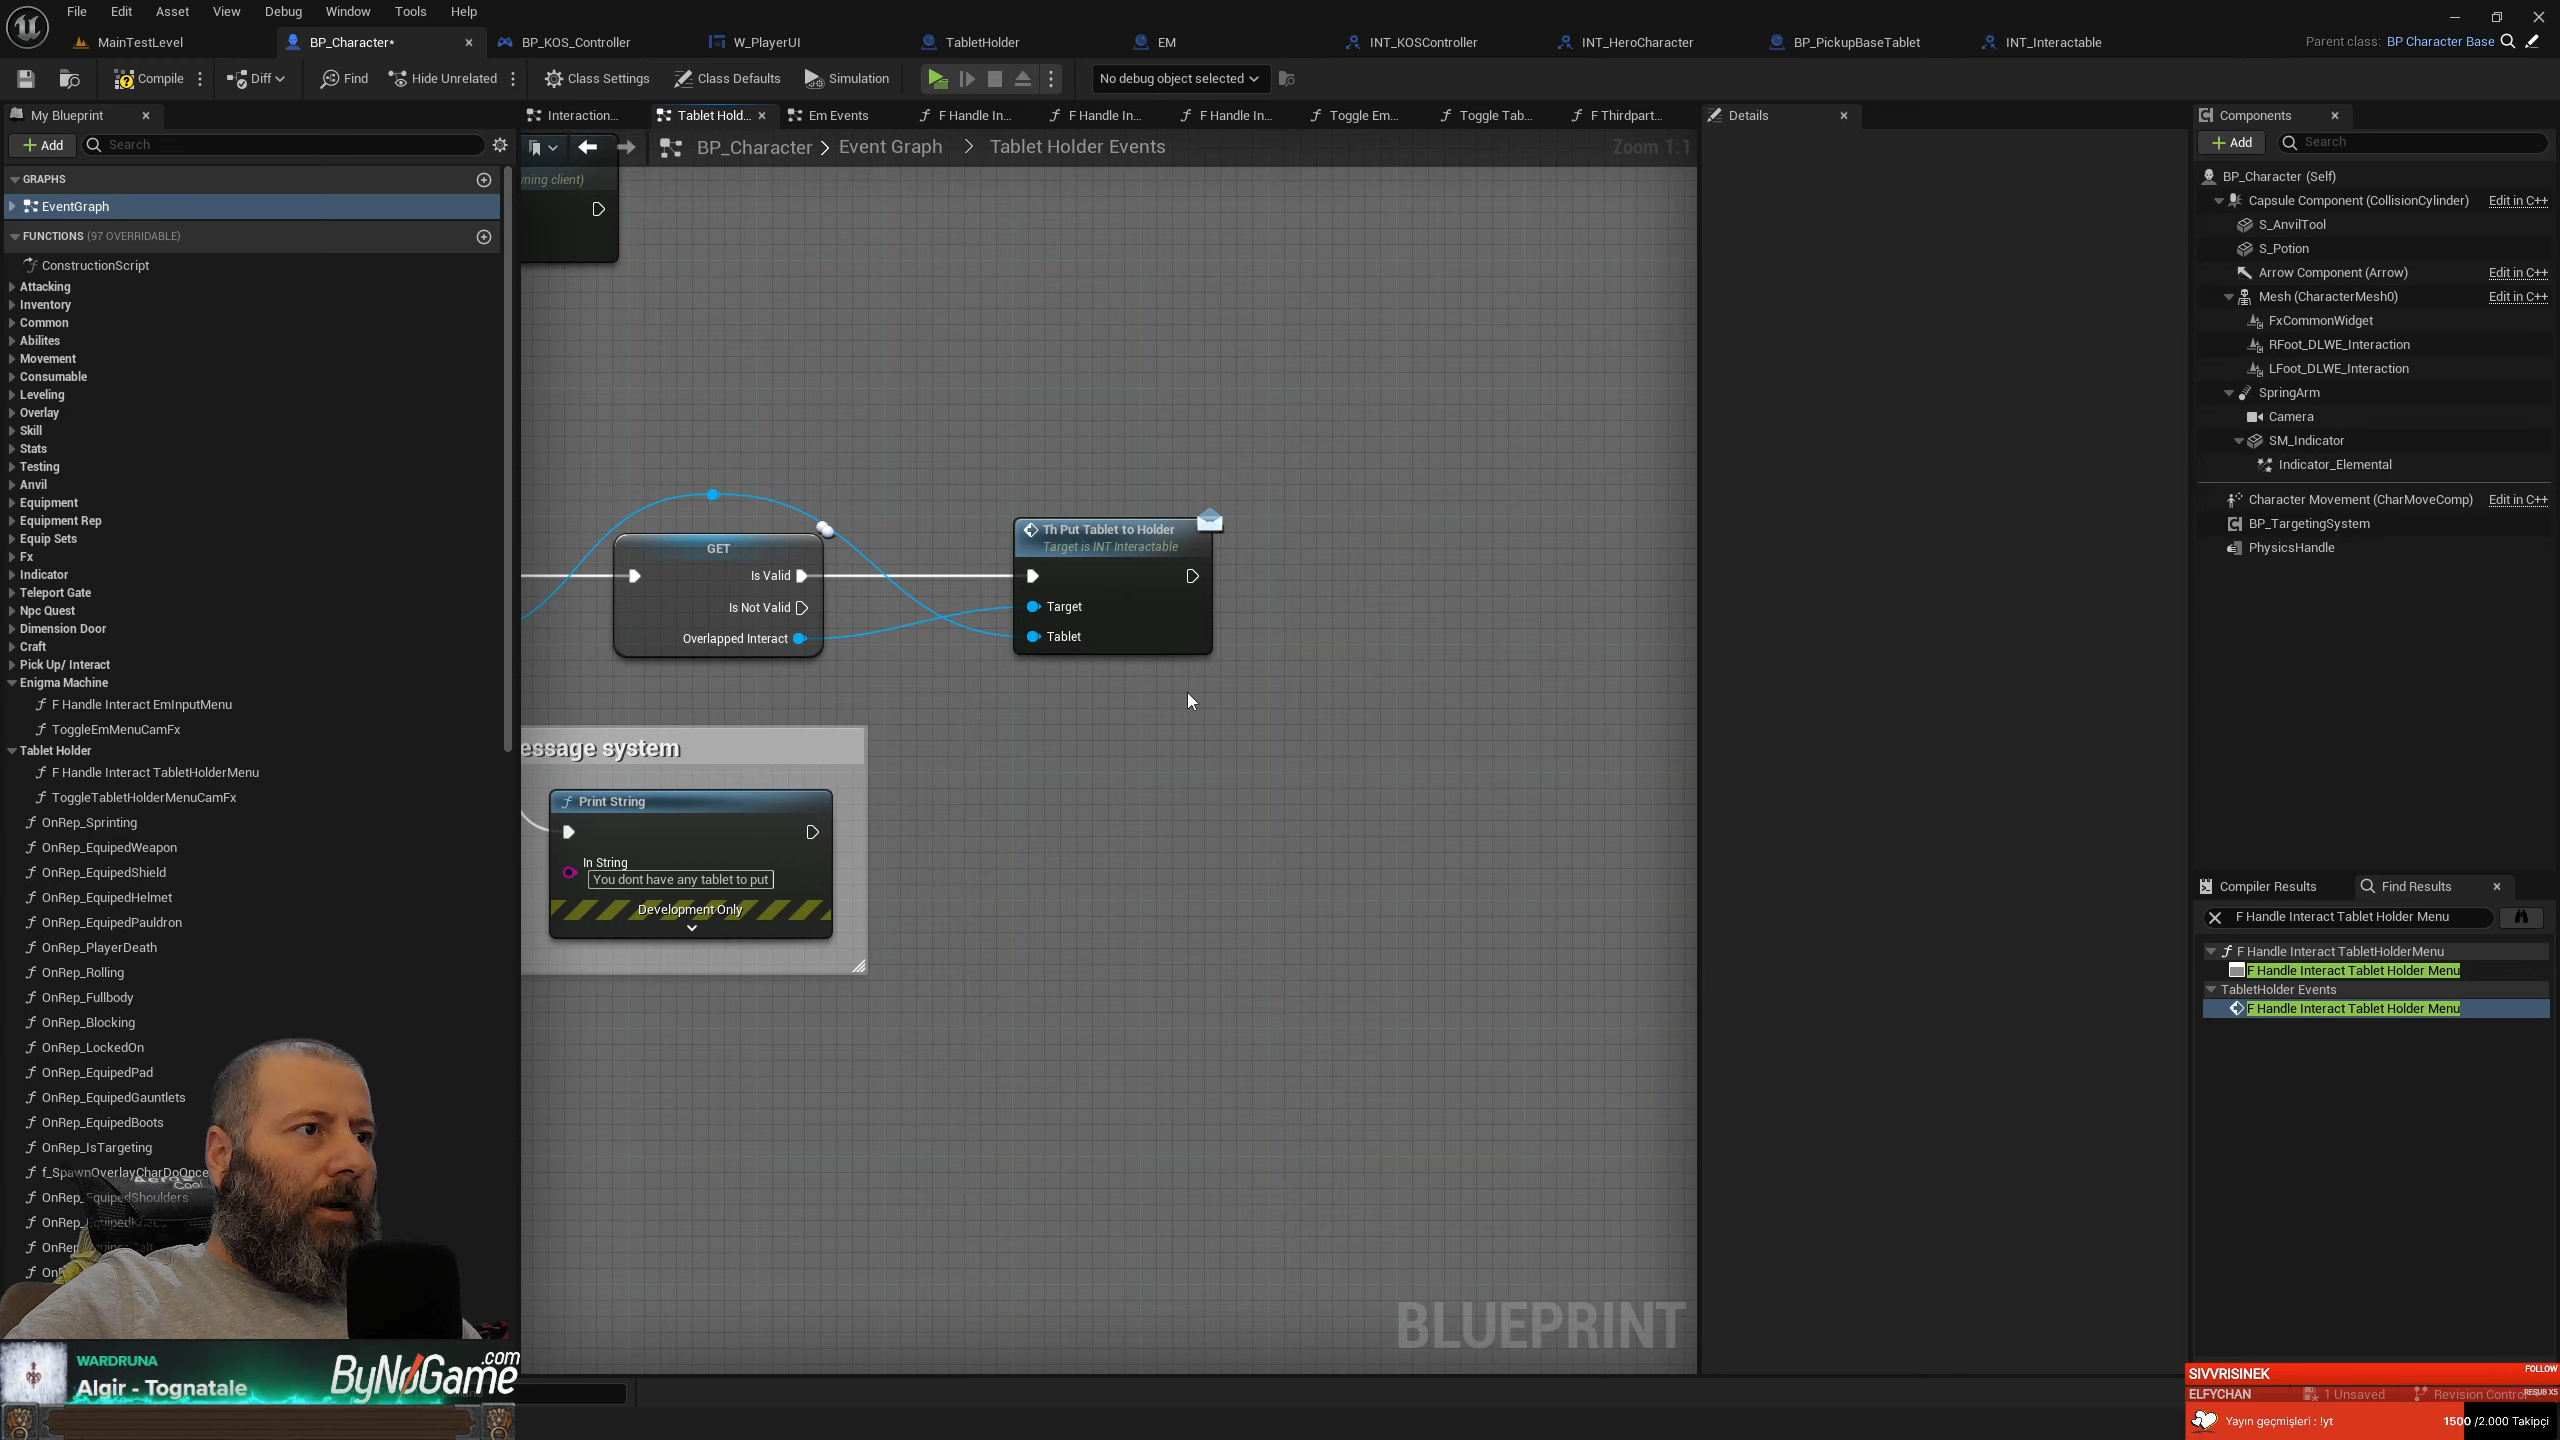 File Edit Asset View Debug Window Tools Help
MainTestLevel BP_Character* BP_KOS_Controller W_PlayerUI TabletHolder EM INT_KOSController INT_HeroCharacter BP_PickupBaseTablet INT_Interactable Parent class: BP Character Base
Compile Diff Find Hide Unrelated Class Settings Class Defaults Simulation No debug object selected
My Blueprint Interaction... Tablet Hold... Em Events F Handle In... F Handle In... F Handle In... Toggle Em... Toggle Tab... F Thirdpart... Details Components
Add Search
BP_Character Event Graph Tablet Holder Events Zoom 1:1
Add Search
GRAPHS
EventGraph
FUNCTIONS (97 OVERRIDABLE)
ConstructionScript
Attacking
Inventory
Common
Abilites
Movement
Consumable
Leveling
Overlay
Skill
Stats
Testing
Anvil
Equipment
Equipment Rep
Equip Sets
Fx
Indicator
Teleport Gate
Npc Quest
Dimension Door
Craft
Pick Up/ Interact
Enigma Machine
F Handle Interact EmInputMenu
ToggleEmMenuCamFx
Tablet Holder
F Handle Interact TabletHolderMenu
ToggleTabletHolderMenuCamFx
OnRep_Sprinting
OnRep_EquipedWeapon
OnRep_EquipedShield
OnRep_EquipedHelmet
OnRep_EquipedPauldron
OnRep_PlayerDeath
OnRep_Rolling
OnRep_Fullbody
OnRep_Blocking
OnRep_LockedOn
OnRep_EquipedPad
OnRep_EquipedGauntlets
OnRep_EquipedBoots
OnRep_IsTargeting
f_SpawnOverlayCharDoOnce
OnRep_EquipedShoulders
ning client)
GET
Is Valid
Is Not Valid
Overlapped Interact
Th Put Tablet to Holder
Target is INT Interactable
Target
Tablet
essage system
Print String
In String
You dont have any tablet to put
Development Only
BLUEPRINT
BP_Character (Self)
Capsule Component (CollisionCylinder) Edit in C++
S_AnvilTool
S_Potion
Arrow Component (Arrow) Edit in C++
Mesh (CharacterMesh0) Edit in C++
FxCommonWidget
RFoot_DLWE_Interaction
LFoot_DLWE_Interaction
SpringArm
Camera
SM_Indicator
Indicator_Elemental
Character Movement (CharMoveComp) Edit in C++
BP_TargetingSystem
PhysicsHandle
Compiler Results Find Results
F Handle Interact Tablet Holder Menu
F Handle Interact TabletHolderMenu
F Handle Interact Tablet Holder Menu
TabletHolder Events
F Handle Interact Tablet Holder Menu
WARDRUNA
Algir - Tognatale
ByNoGame.com
SIVVRISINEK FOLLOW
ELFYCHAN 1 Unsaved Revision Control RESUB X5
Yayın geçmişleri : !yt 1500 /2.000 Takipçi